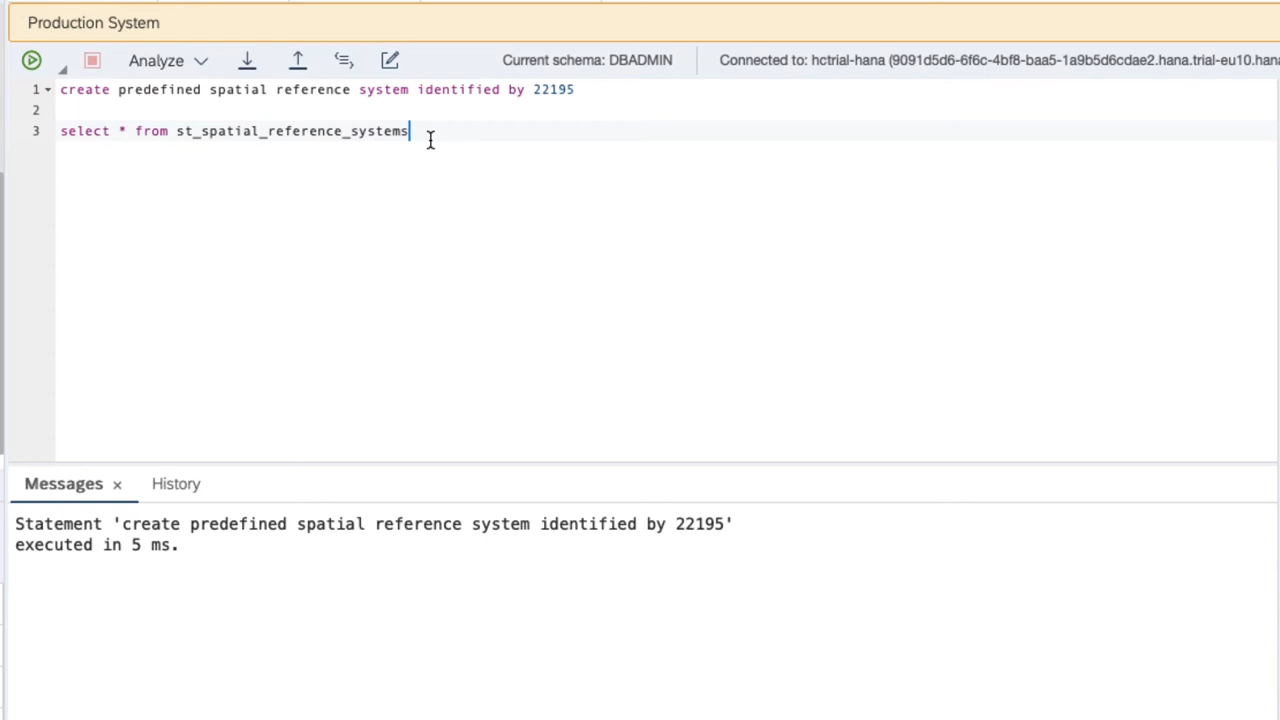 Production System
Analyze Current schema: DBADMIN Connected to: hctrial-hana (9091d5d6-6f6c-4bf8-baa5-1a9b5d6cdae2.hana.trial-eu10.hana
1 create predefined spatial reference system identified by 22195
2
3 select * from st_spatial_reference_systems
Messages × History
Statement 'create predefined spatial reference system identified by 22195'
executed in 5 ms.